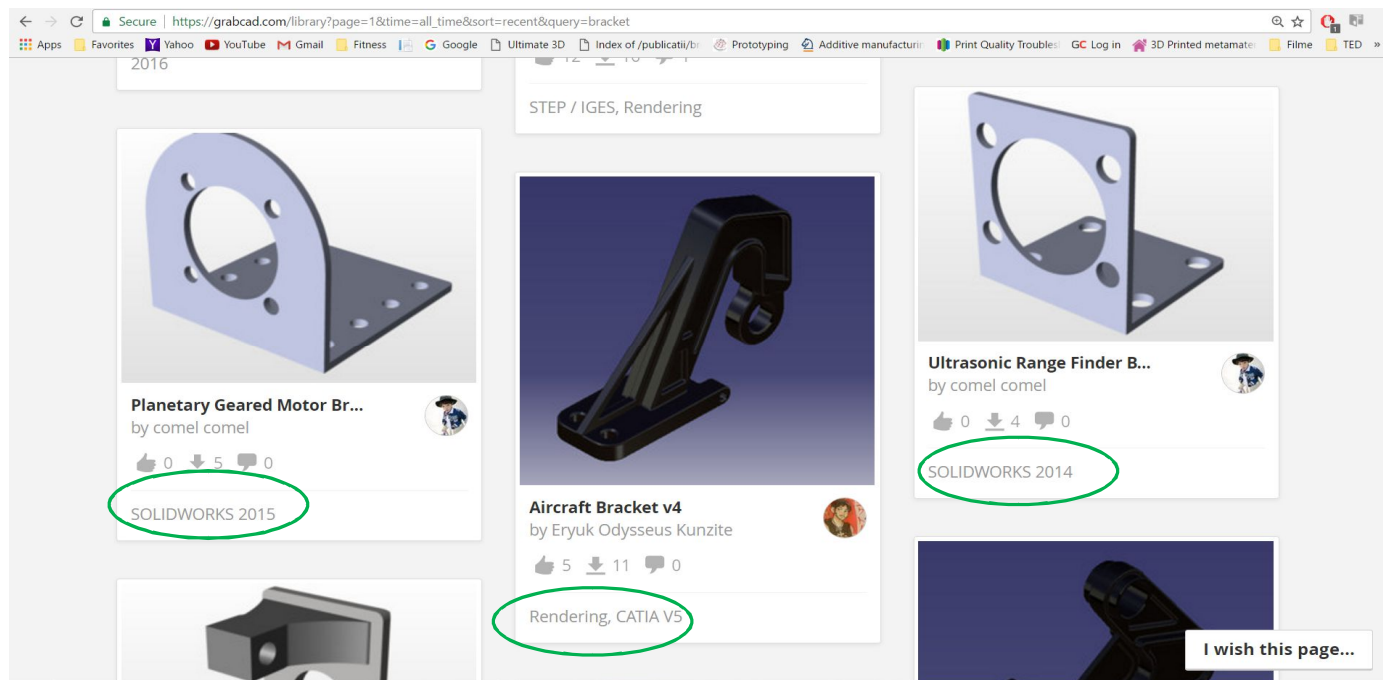 Secure | https://grabcad.com/library?page=1&time=all_time&sort=recent&query=bracket
Apps Favorites Yahoo YouTube Gmail Fitness Google Ultimate 3D Index of /publicatii/br Prototyping Additive manufacturin Print Quality Troubles GC Log in 3D Printed metamate Filme TED »
2016
12 16 1
STEP / IGES, Rendering
Planetary Geared Motor Br...
by comel comel
0 5 0
SOLIDWORKS 2015
Aircraft Bracket v4
by Eryuk Odysseus Kunzite
5 11 0
Rendering, CATIA V5
Ultrasonic Range Finder B...
by comel comel
0 4 0
SOLIDWORKS 2014
I wish this page...